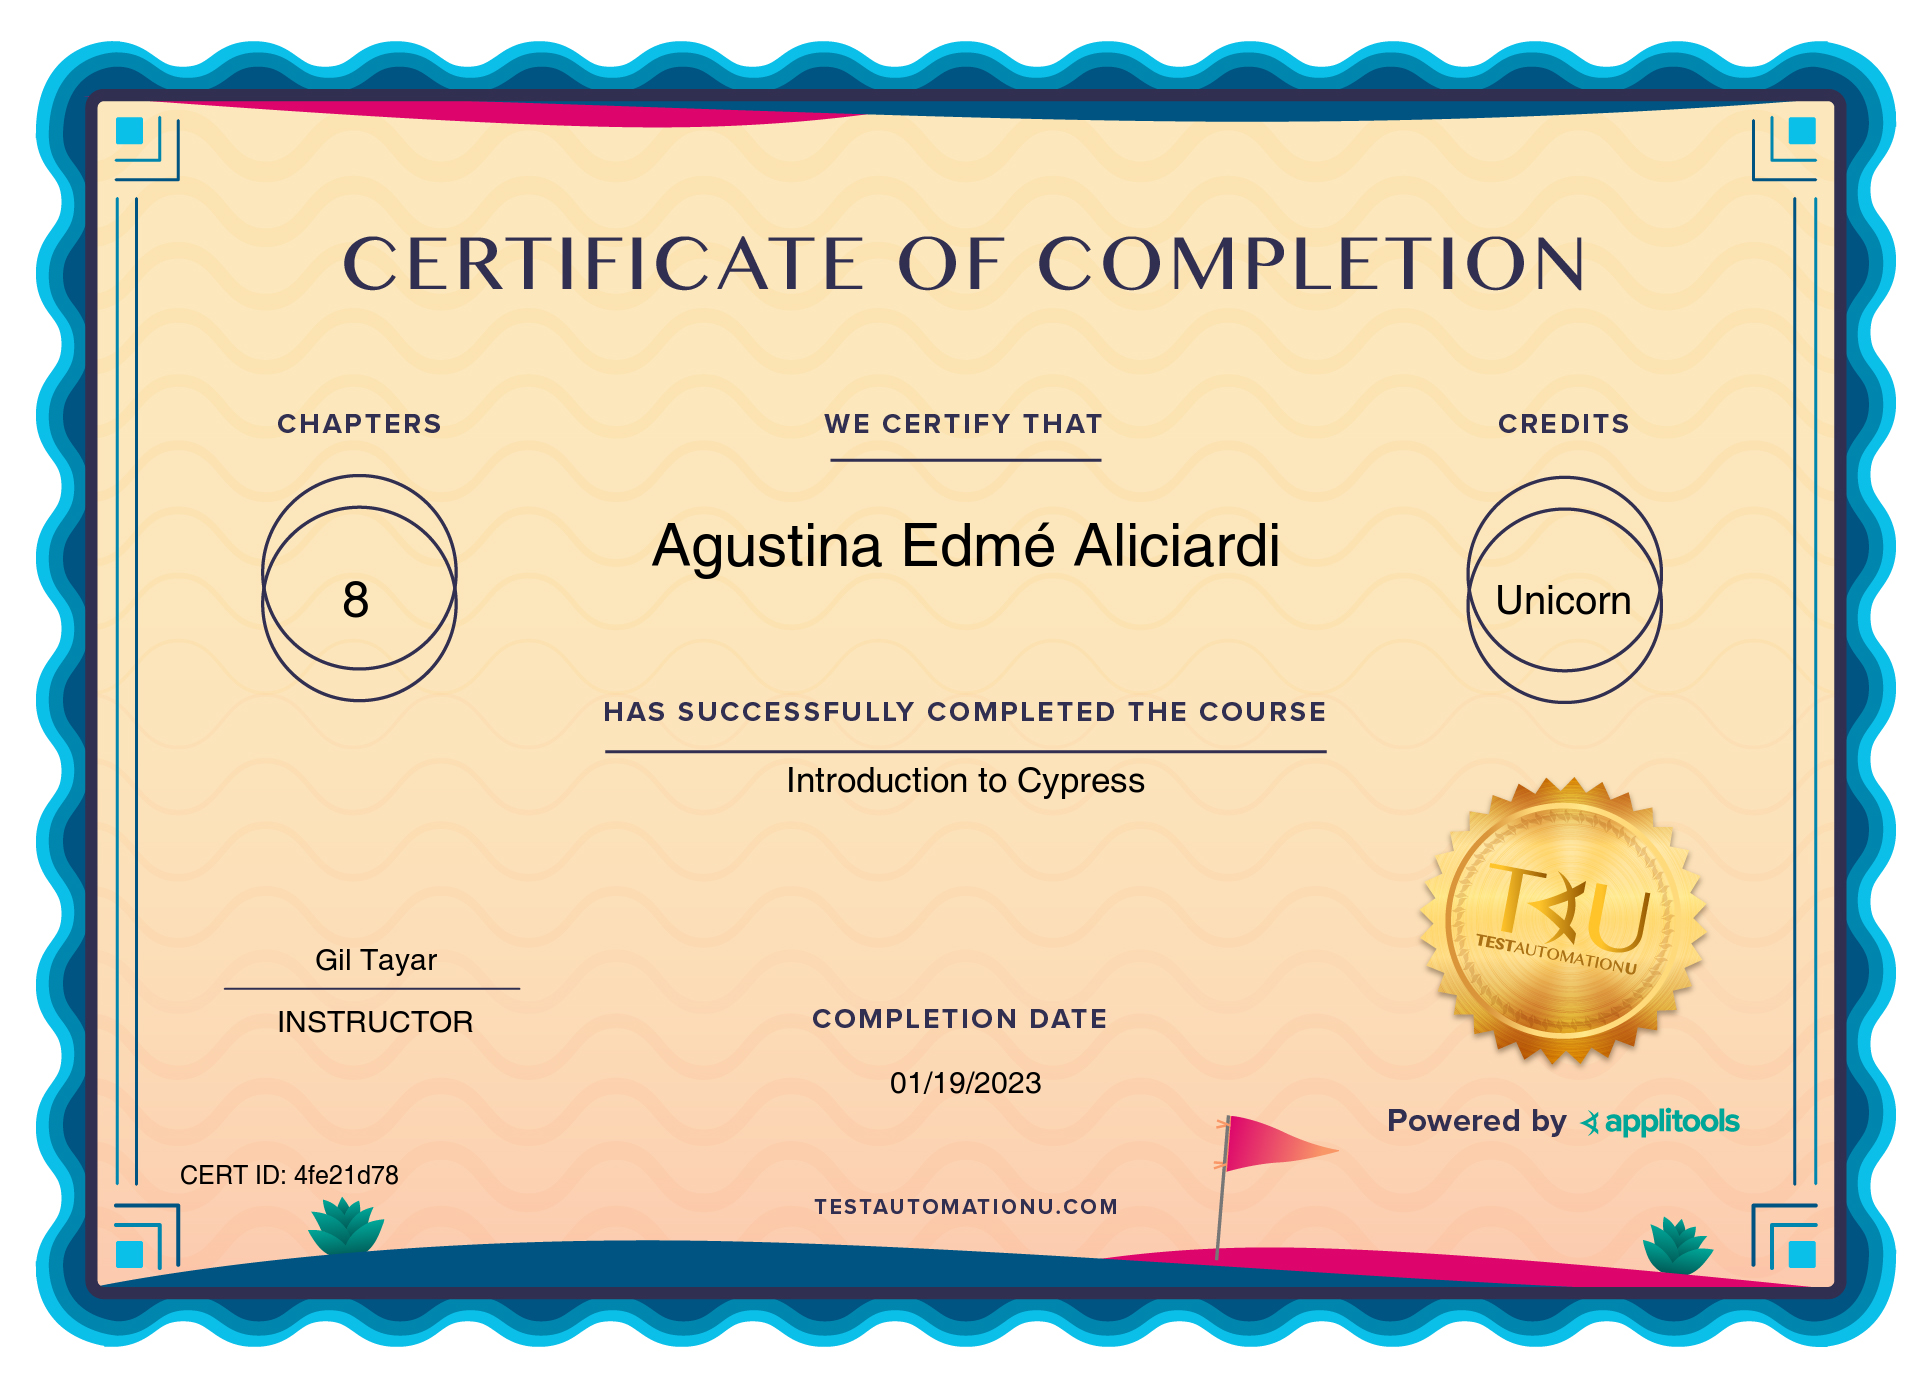 CERTIFICATE OF COMPLETION
CHAPTERS
8
WE CERTIFY THAT
Agustina Edmé Aliciardi
CREDITS
Unicorn
HAS SUCCESSFULLY COMPLETED THE COURSE
Introduction to Cypress
TAU
TESTAUTOMATIONU
Gil Tayar
INSTRUCTOR
COMPLETION DATE
01/19/2023
Powered by applitools
CERT ID: 4fe21d78
TESTAUTOMATIONU.COM